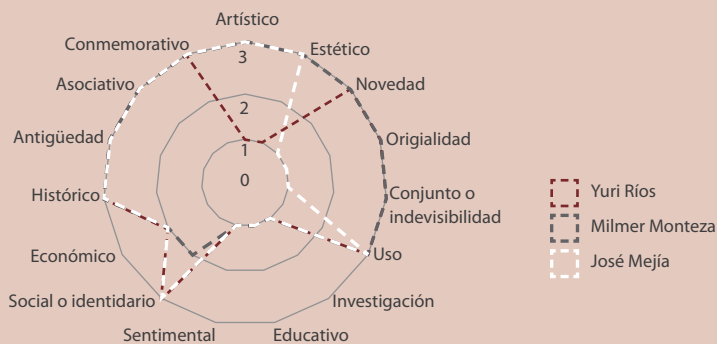 Artístico
Estético
Novedad
Origialidad
Conjunto o
indevisibilidad
Uso
Investigación
Educativo
Sentimental
Social o identidario
Económico
Histórico
Antigüedad
Asociativo
Conmemorativo
3
2
1
0
Yuri Ríos
Milmer Monteza
José Mejía